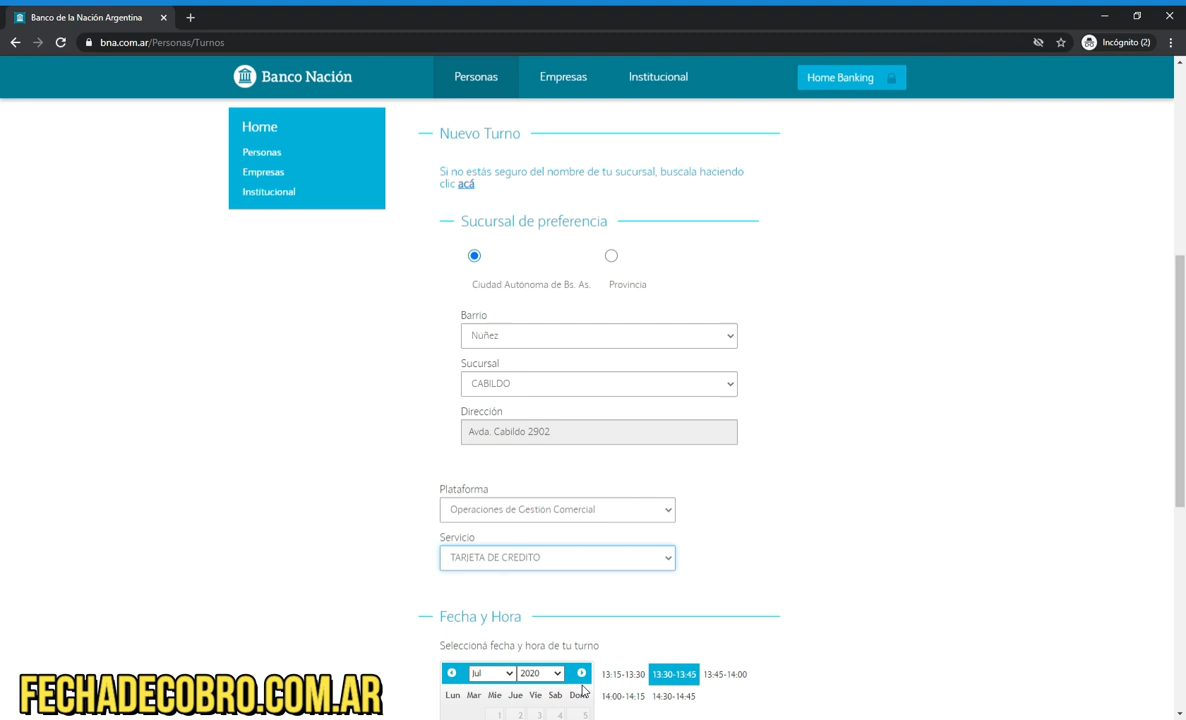 Banco de la Nación Argentina
bna.com.ar/Personas/Turnos
Incógnito (2)
Banco Nación
Personas
Empresas
Institucional
Home Banking
Home
Personas
Empresas
Institucional
Nuevo Turno
Si no estás seguro del nombre de tu sucursal, buscala haciendo
clic acá
Sucursal de preferencia
Ciudad Autónoma de Bs. As.
Provincia
Barrio
Núñez
Sucursal
CABILDO
Dirección
Avda. Cabildo 2902
Plataforma
Operaciones de Gestión Comercial
Servicio
TARJETA DE CREDITO
Fecha y Hora
Seleccioná fecha y hora de tu turno
Jul 2020
13:15-13:30 13:30-13:45 13:45-14:00
Lun Mar Mie Jue Vie Sab Dom
14:00-14:15 14:30-14:45
1 2 3 4 5
FECHADECOBRO.COM.AR